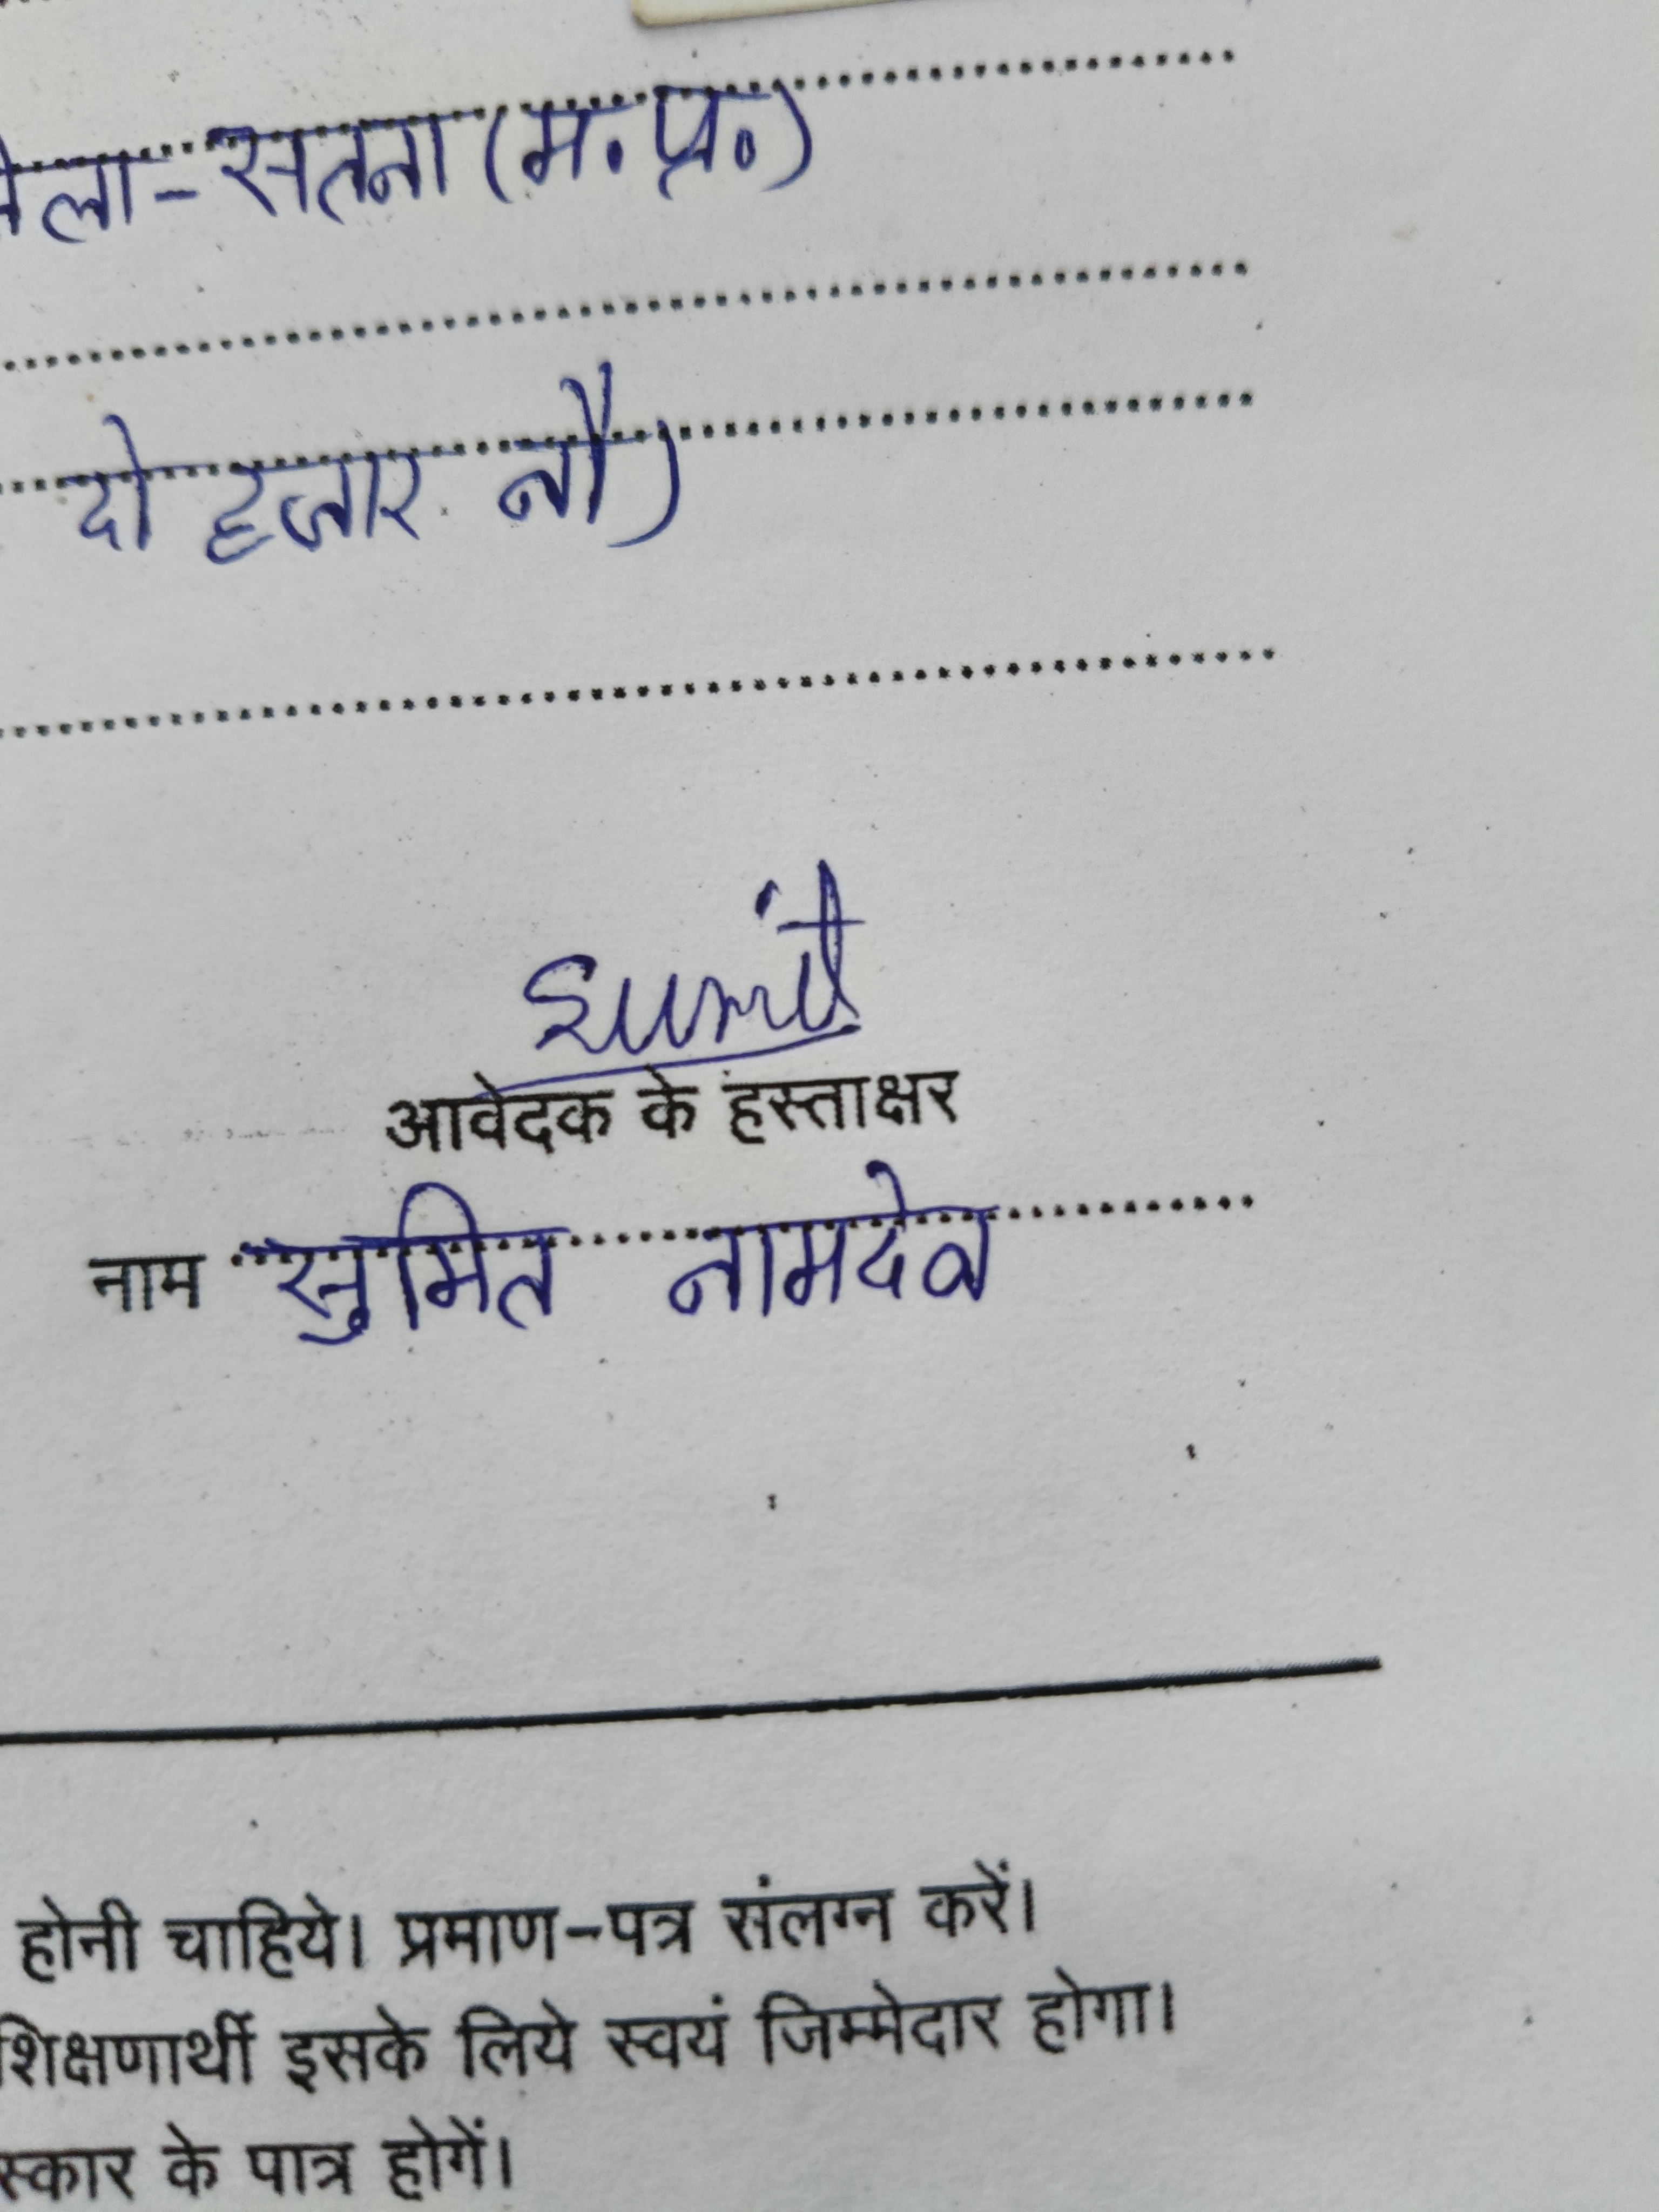 जिला-सतना (म.प्र.)
दो हजार नौ)
Sumit
आवेदक के हस्ताक्षर
नाम सुमित नामदेव
होनी चाहिये। प्रमाण-पत्र संलग्न करें।
शिक्षणार्थी इसके लिये स्वयं जिम्मेदार होगा।
स्कार के पात्र होगें।